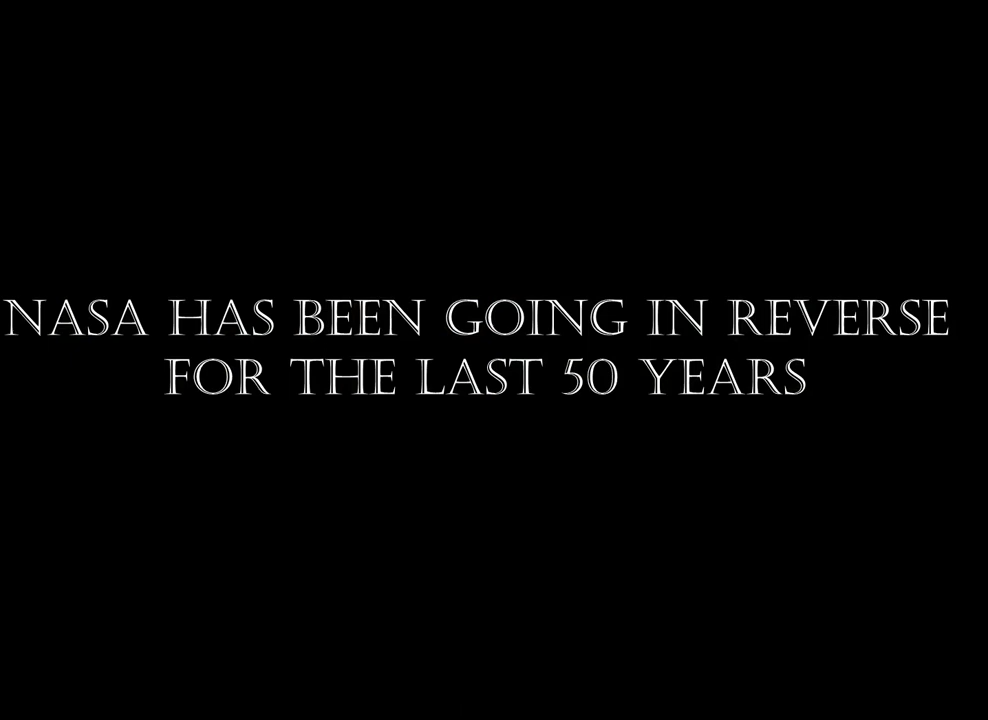 NASA HAS BEEN GOING IN REVERSE
FOR THE LAST 50 YEARS